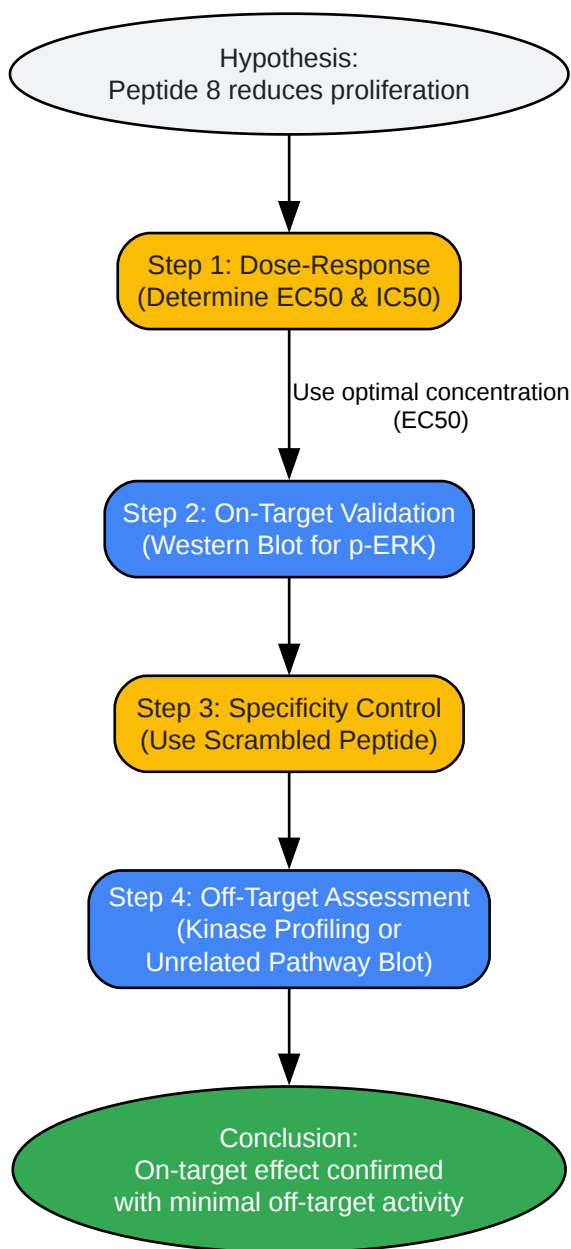 Hypothesis:
Peptide 8 reduces proliferation
Step 1: Dose-Response
(Determine EC50 & IC50)
Use optimal concentration
(EC50)
Step 2: On-Target Validation
(Western Blot for p-ERK)
Step 3: Specificity Control
(Use Scrambled Peptide)
Step 4: Off-Target Assessment
(Kinase Profiling or
Unrelated Pathway Blot)
Conclusion:
On-target effect confirmed
with minimal off-target activity